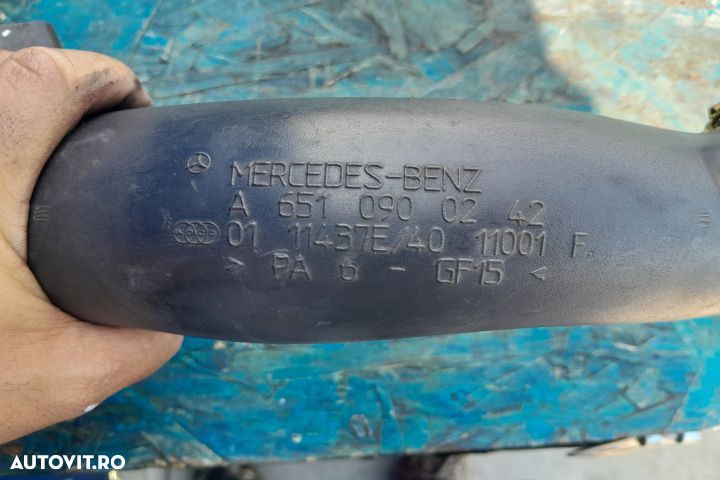 MERCEDES-BENZ
A 651 090 02 42
01 11437E/40 11001 F.
> PA 6 - GF15 <
AUTOVIT.RO